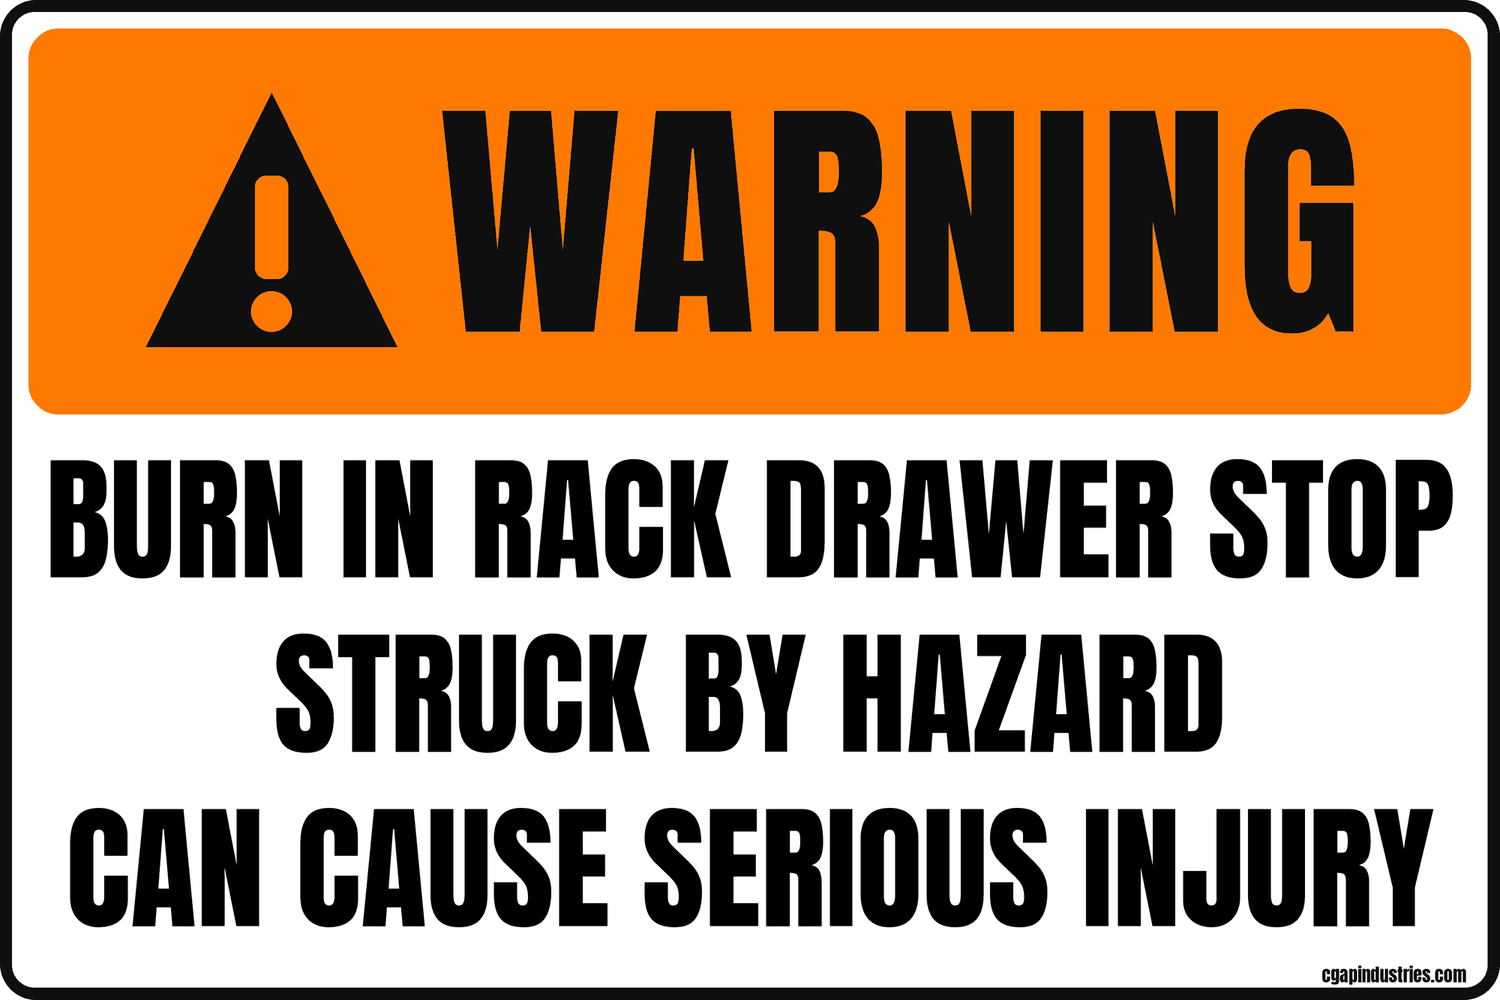 WARNING
BURN IN RACK DRAWER STOP
STRUCK BY HAZARD
CAN CAUSE SERIOUS INJURY
cgapindustries.com